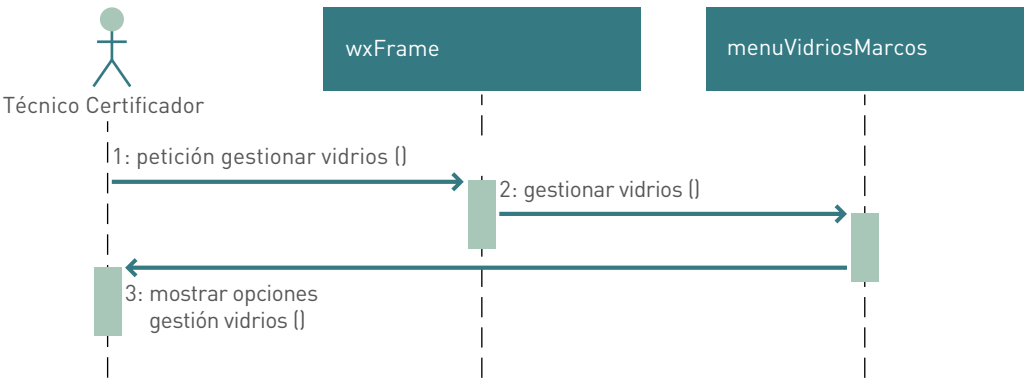 wxFrame
menuVidriosMarcos
Técnico Certificador
1: petición gestionar vidrios ()
2: gestionar vidrios ()
3: mostrar opciones
gestión vidrios ()